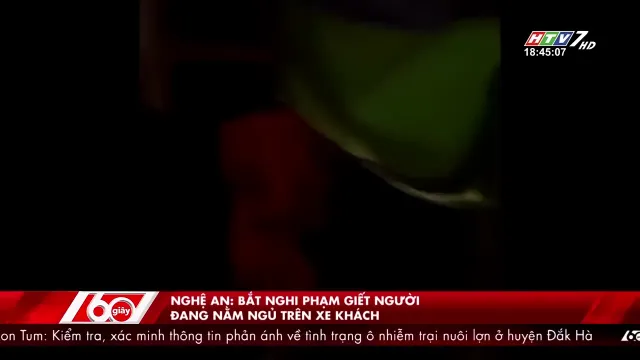 HTV7 HD
18:45:07
60 giây
NGHỆ AN: BẮT NGHI PHẠM GIẾT NGƯỜI
ĐANG NẰM NGỦ TRÊN XE KHÁCH
on Tum: Kiểm tra, xác minh thông tin phản ánh về tình trạng ô nhiễm trại nuôi lợn ở huyện Đắk Hà